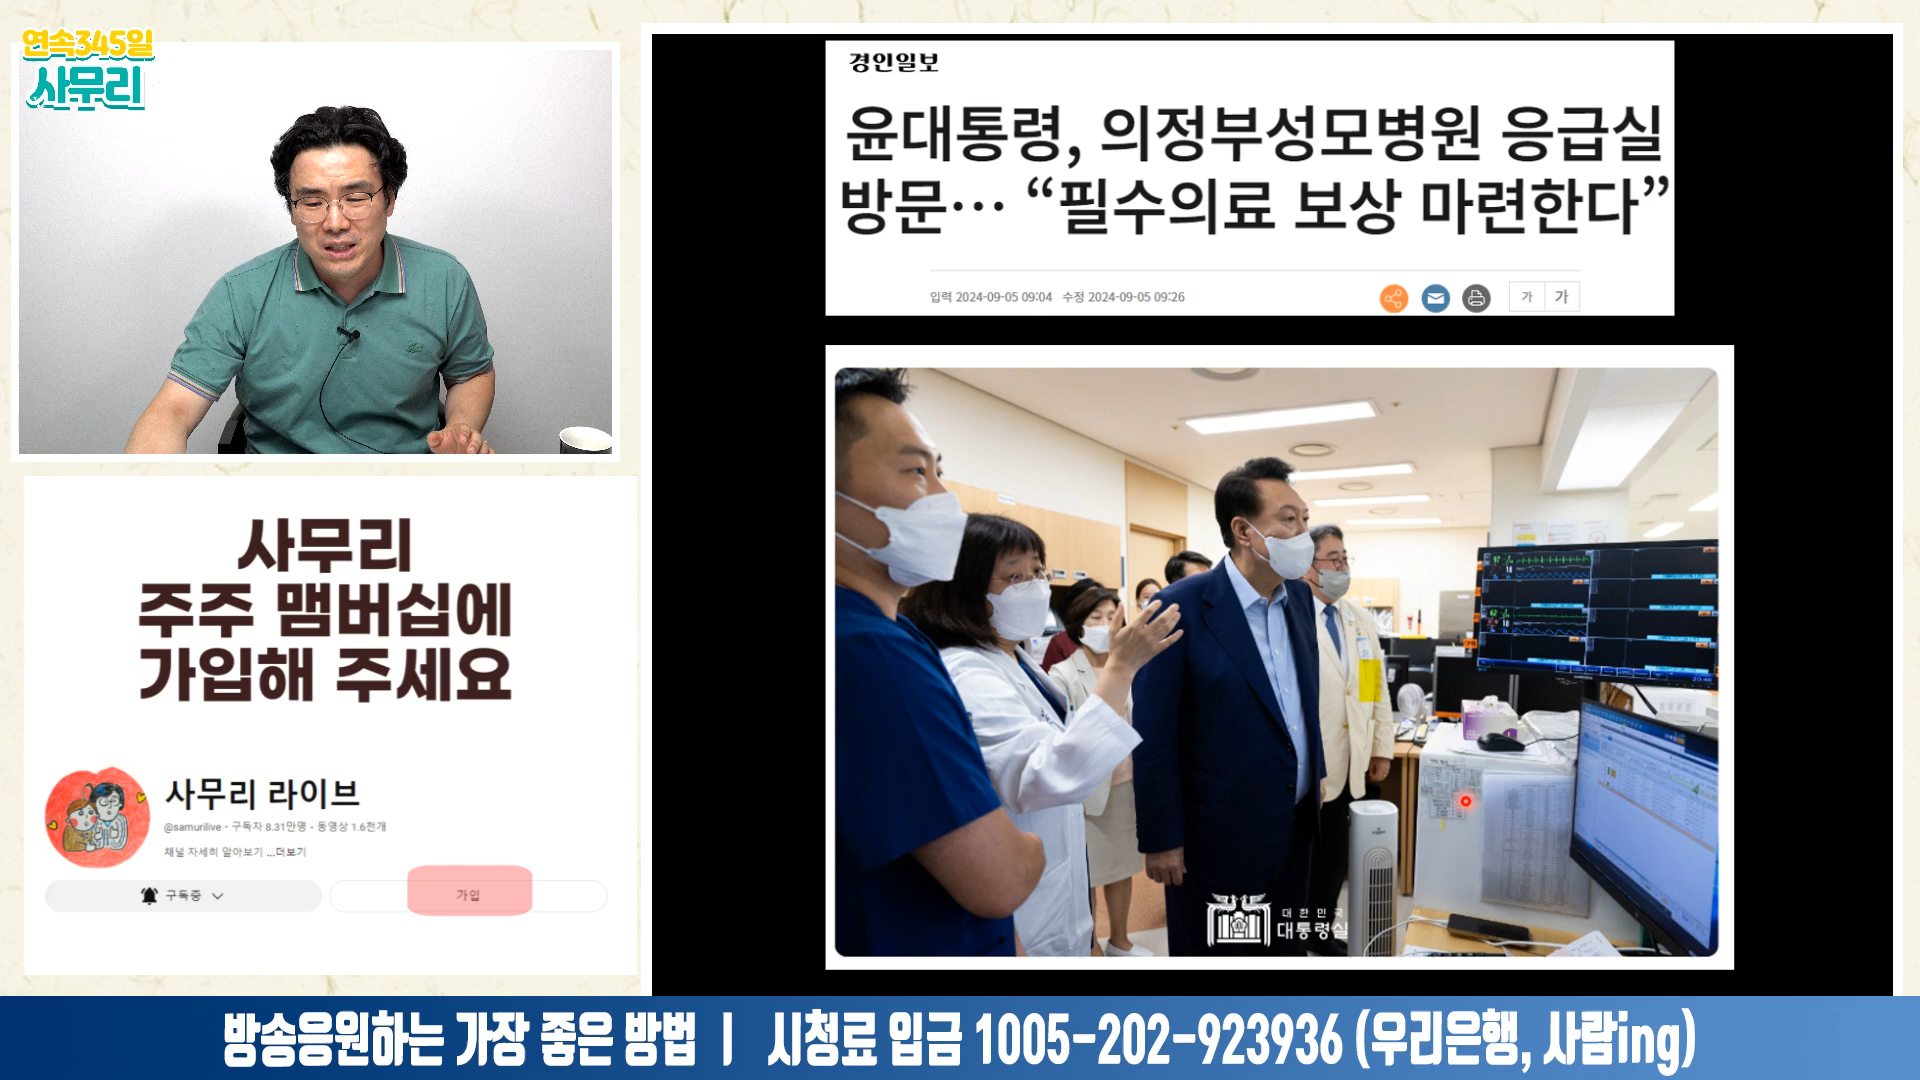 연속345일
사무리
경인일보
윤대통령, 의정부성모병원 응급실
방문… “필수의료 보상 마련한다”
입력 2024-09-05 09:04 수정 2024-09-05 09:26
가 가
대한민국
대통령실
사무리
주주 맴버십에
가입해 주세요
사무리 라이브
@samurilive • 구독자 8.31만명 • 동영상 1.6천개
채널 자세히 알아보기 ...더보기
구독중
가입
방송응원하는 가장 좋은 방법 | 시청료 입금 1005-202-923936 (우리은행, 사람ing)